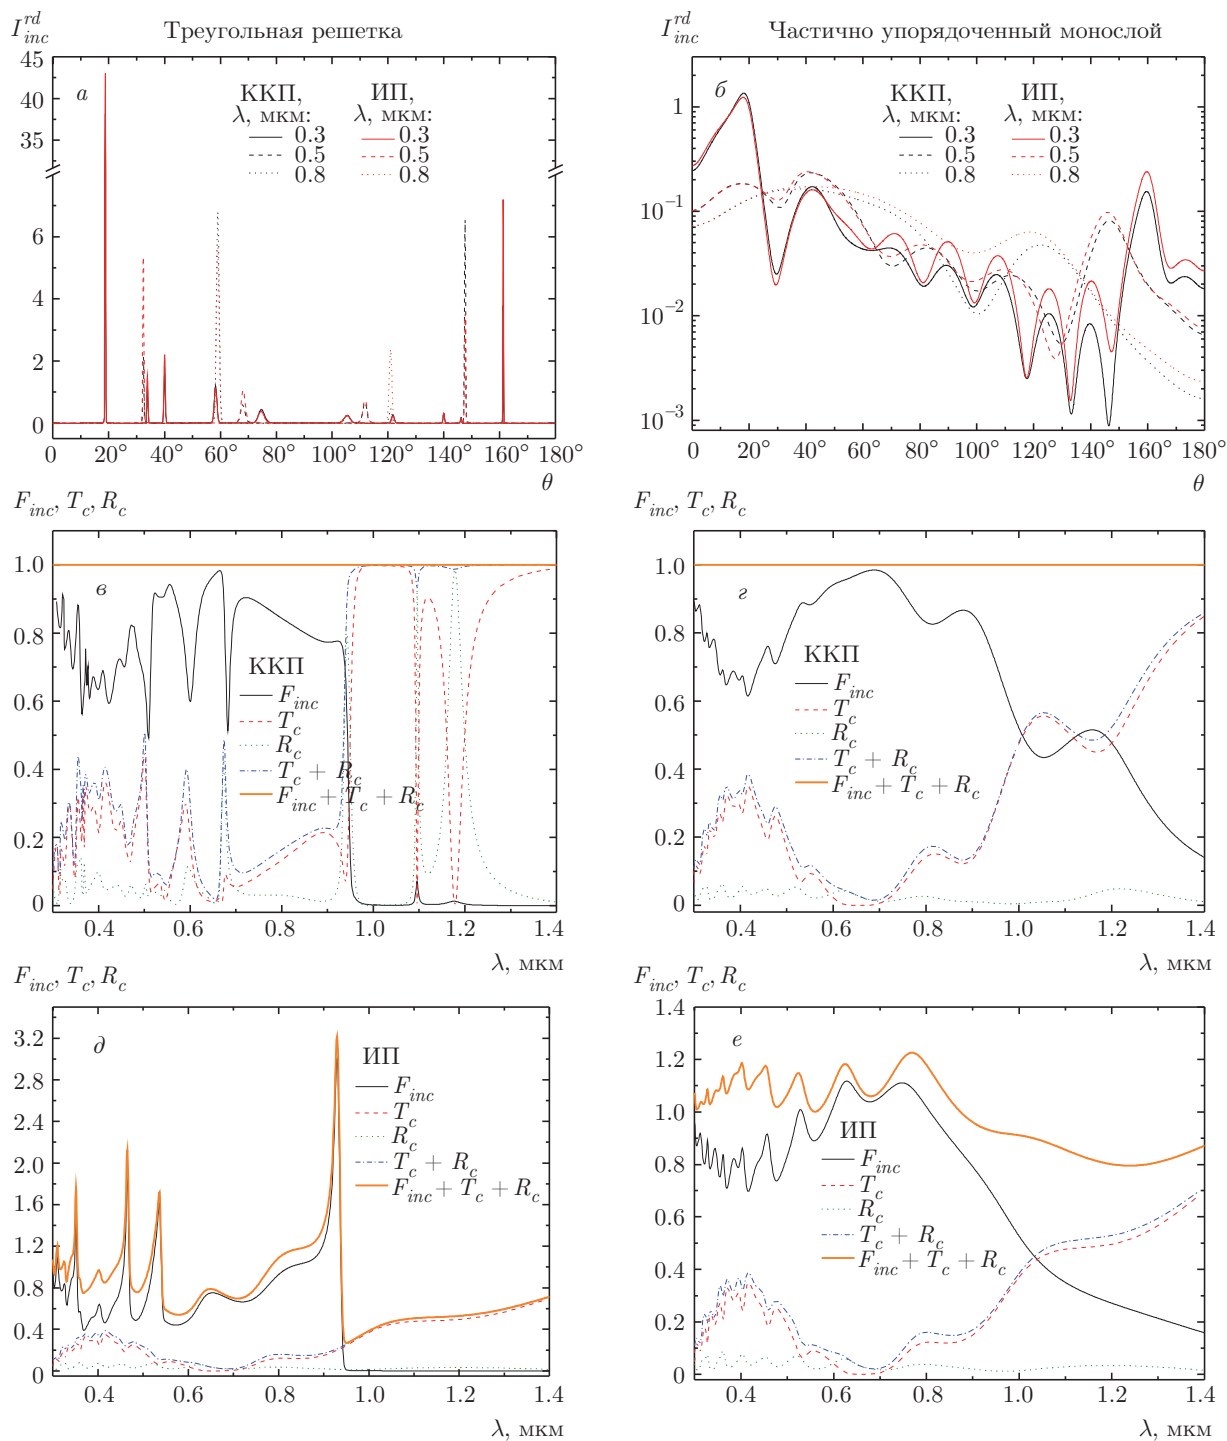 I_{inc}^{rd}
Треугольная решетка
45
40
35
6
4
2
0
а
ККП,
λ, мкм:
0.3
0.5
0.8
ИП,
λ, мкм:
0.3
0.5
0.8
0 20° 40° 60° 80° 100° 120° 140° 160° 180°
θ
I_{inc}^{rd}
Частично упорядоченный монослой
1
10^{−1}
10^{−2}
10^{−3}
б
ККП,
λ, мкм:
0.3
0.5
0.8
ИП,
λ, мкм:
0.3
0.5
0.8
0 20° 40° 60° 80° 100° 120° 140° 160° 180°
θ
F_{inc}, T_c, R_c
1.0
0.8
0.6
0.4
0.2
0
в
ККП
F_{inc}
T_c
R_c
T_c + R_c
F_{inc} + T_c + R_c
0.4 0.6 0.8 1.0 1.2 1.4
λ, мкм
F_{inc}, T_c, R_c
1.0
0.8
0.6
0.4
0.2
0
г
ККП
F_{inc}
T_c
R_c
T_c + R_c
F_{inc} + T_c + R_c
0.4 0.6 0.8 1.0 1.2 1.4
λ, мкм
F_{inc}, T_c, R_c
3.2
2.8
2.4
2.0
1.6
1.2
0.8
0.4
0
д
ИП
F_{inc}
T_c
R_c
T_c + R_c
F_{inc} + T_c + R_c
0.4 0.6 0.8 1.0 1.2 1.4
λ, мкм
F_{inc}, T_c, R_c
1.4
1.2
1.0
0.8
0.6
0.4
0.2
0
е
ИП
F_{inc}
T_c
R_c
T_c + R_c
F_{inc} + T_c + R_c
0.4 0.6 0.8 1.0 1.2 1.4
λ, мкм